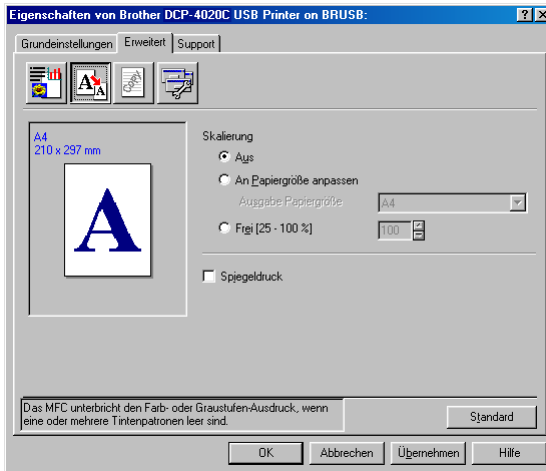 Eigenschaften von Brother DCP-4020C USB Printer on BRUSB:
Grundeinstellungen Erweitert Support
A4
210 x 297 mm
A
Skalierung
Aus
An Papiergröße anpassen
Ausgabe Papiergröße A4
Frei [25 - 100 %] 100
Spiegeldruck
Das MFC unterbricht den Farb- oder Graustufen-Ausdruck, wenn
eine oder mehrere Tintenpatronen leer sind.
Standard
OK Abbrechen Übernehmen Hilfe